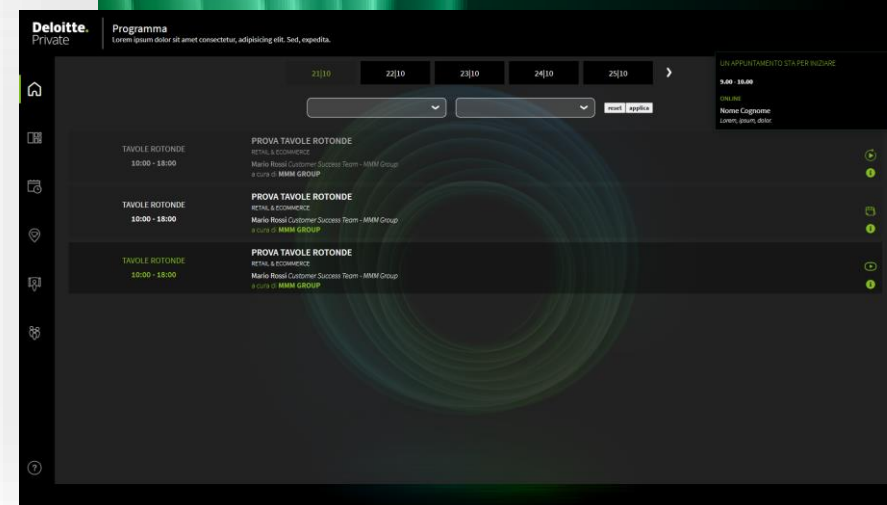 Deloitte.
Private
Programma
Lorem ipsum dolor sit amet consectetur, adipisicing elit. Sed, expedita.
21|10
22|10
23|10
24|10
25|10
UN APPUNTAMENTO STA PER INIZIARE
9.00 - 10.00
ONLINE
Nome Cognome
Lorem, ipsum, dolor.
reset applica
TAVOLE ROTONDE
10:00 - 18:00
PROVA TAVOLE ROTONDE
RETAIL & ECOMMERCE
Mario Rossi Customer Success Team - MMM Group
a cura di MMM GROUP
TAVOLE ROTONDE
10:00 - 18:00
PROVA TAVOLE ROTONDE
RETAIL & ECOMMERCE
Mario Rossi Customer Success Team - MMM Group
a cura di MMM GROUP
TAVOLE ROTONDE
10:00 - 18:00
PROVA TAVOLE ROTONDE
RETAIL & ECOMMERCE
Mario Rossi Customer Success Team - MMM Group
a cura di MMM GROUP